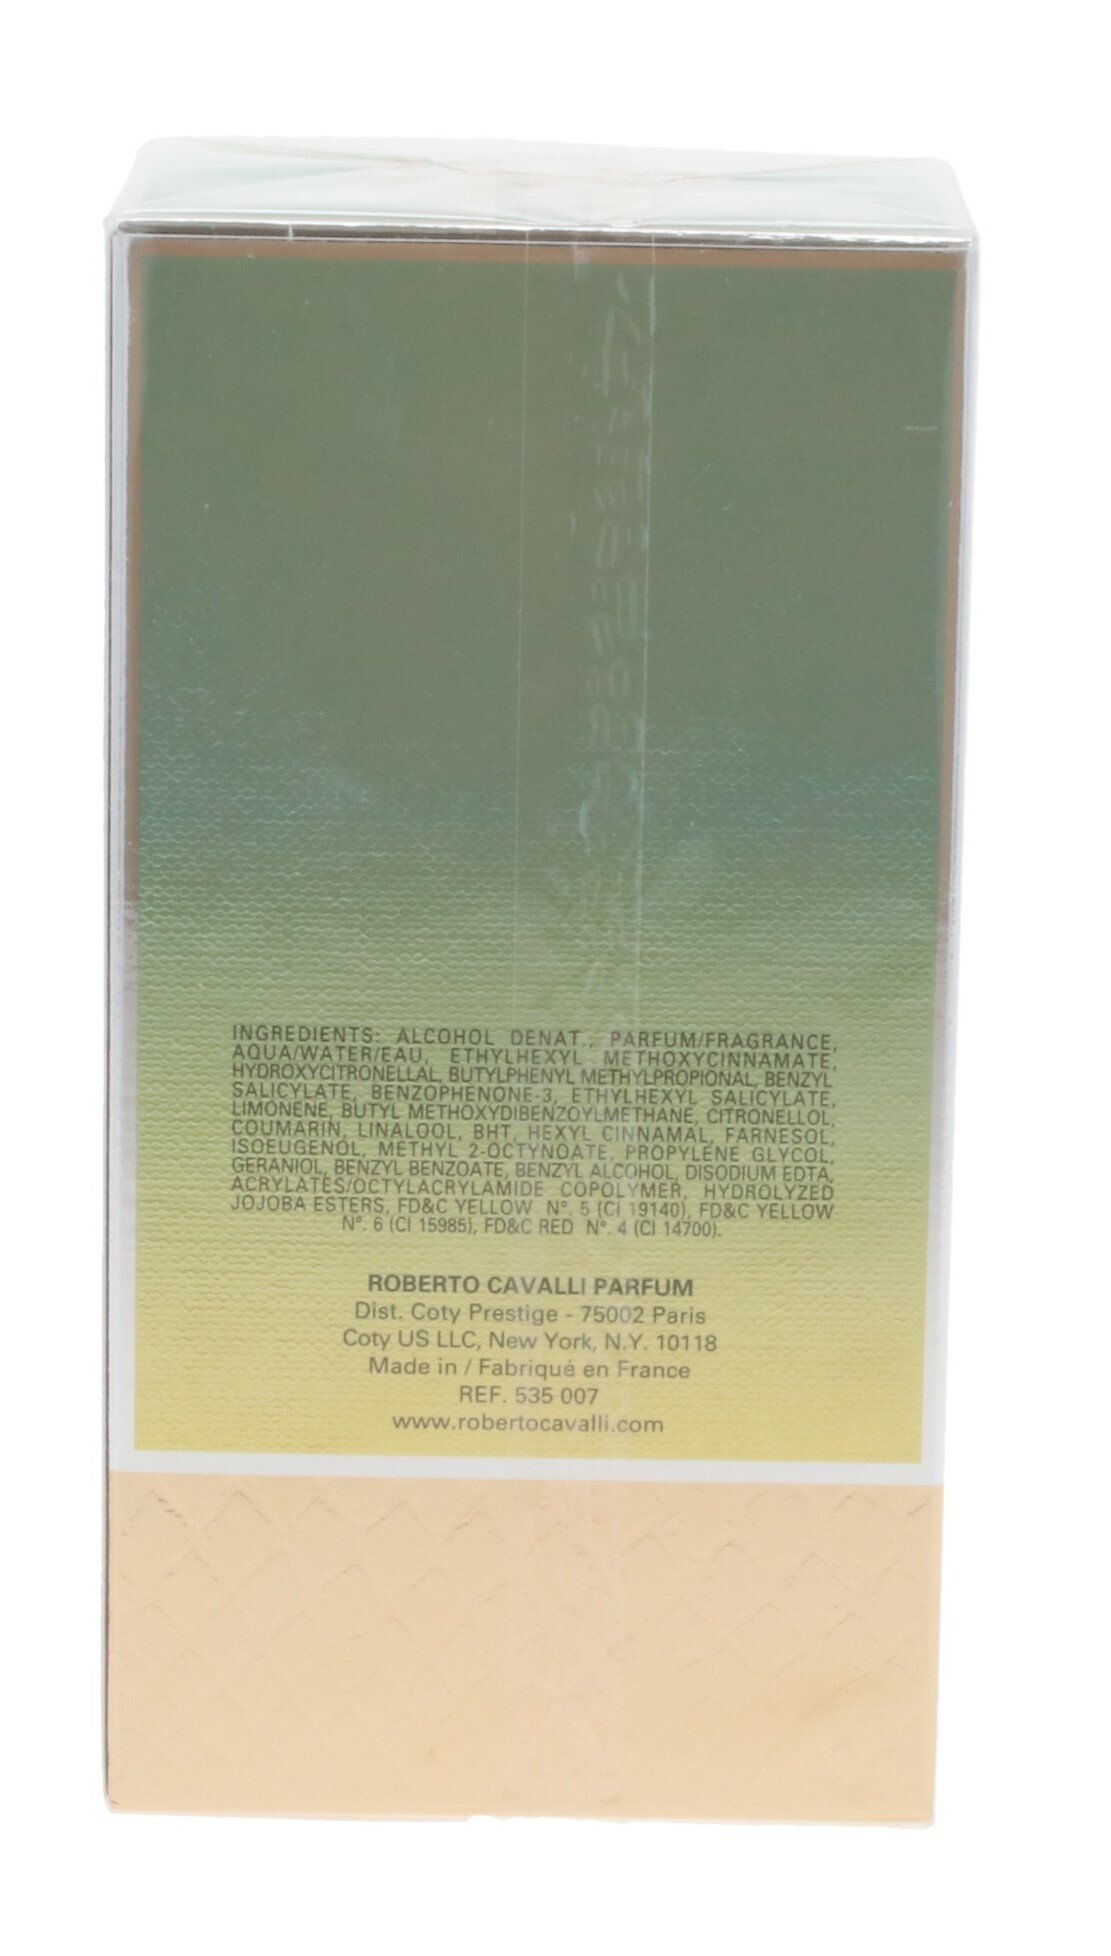 INGREDIENTS: ALCOHOL DENAT., PARFUM/FRAGRANCE,
AQUA/WATER/EAU, ETHYLHEXYL METHOXYCINNAMATE,
HYDROXYCITRONELLAL, BUTYLPHENYL METHYLPROPIONAL, BENZYL
SALICYLATE, BENZOPHENONE-3, ETHYLHEXYL SALICYLATE,
LIMONENE, BUTYL METHOXYDIBENZOYLMETHANE, CITRONELLOL,
COUMARIN, LINALOOL, BHT, HEXYL CINNAMAL, FARNESOL,
ISOEUGENOL, METHYL 2-OCTYNOATE, PROPYLENE GLYCOL,
GERANIOL, BENZYL BENZOATE, BENZYL ALCOHOL, DISODIUM EDTA,
ACRYLATES/OCTYLACRYLAMIDE COPOLYMER, HYDROLYZED
JOJOBA ESTERS, FD&C YELLOW N°. 5 (CI 19140), FD&C YELLOW
N°. 6 (CI 15985), FD&C RED N°. 4 (CI 14700).
ROBERTO CAVALLI PARFUM
Dist. Coty Prestige - 75002 Paris
Coty US LLC, New York, N.Y. 10118
Made in / Fabriqué en France
REF. 535 007
www.robertocavalli.com